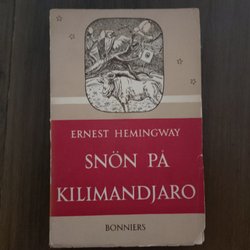 ERNEST HEMINGWAY
SNÖN PÅ
KILIMANDJARO
BONNIERS